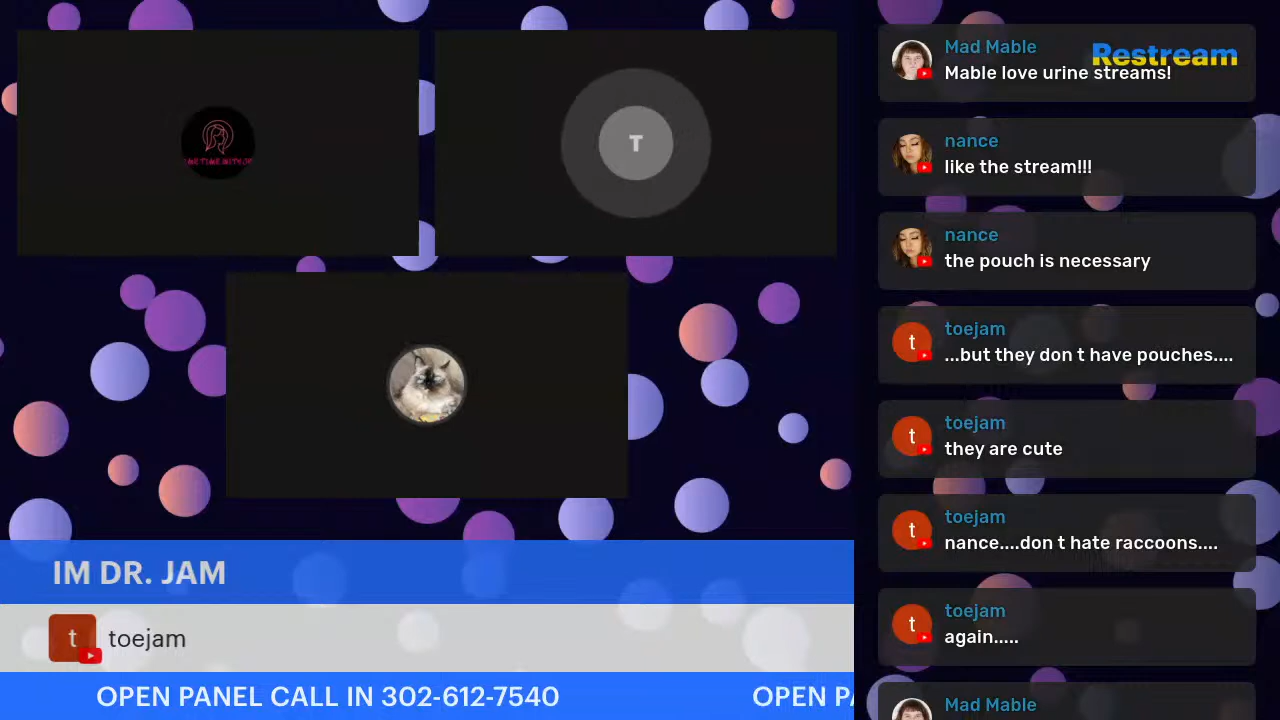 T
Mad Mable
Restream
Mable love urine streams!
nance
like the stream!!!
nance
the pouch is necessary
t
toejam
...but they don t have pouches....
t
toejam
they are cute
t
toejam
nance....don t hate raccoons....
t
toejam
again.....
Mad Mable
IM DR. JAM
t
toejam
OPEN PANEL CALL IN 302-612-7540
OPEN PA